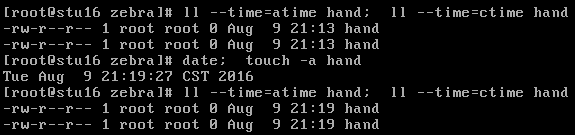 [root@stu16 zebra]# ll --time=atime hand;  ll --time=ctime hand
-rw-r--r-- 1 root root 0 Aug  9 21:13 hand
-rw-r--r-- 1 root root 0 Aug  9 21:13 hand
[root@stu16 zebra]# date;  touch -a hand
Tue Aug  9 21:19:27 CST 2016
[root@stu16 zebra]# ll --time=atime hand;  ll --time=ctime hand
-rw-r--r-- 1 root root 0 Aug  9 21:19 hand
-rw-r--r-- 1 root root 0 Aug  9 21:19 hand